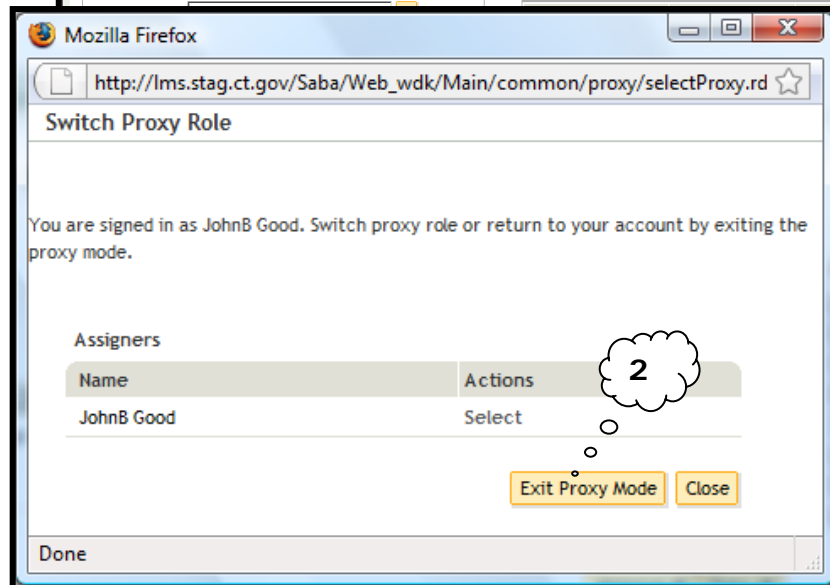 Mozilla Firefox
http://lms.stag.ct.gov/Saba/Web_wdk/Main/common/proxy/selectProxy.rd
Switch Proxy Role
You are signed in as JohnB Good. Switch proxy role or return to your account by exiting the
proxy mode.
Assigners
Name Actions
2
JohnB Good Select
Exit Proxy Mode Close
Done